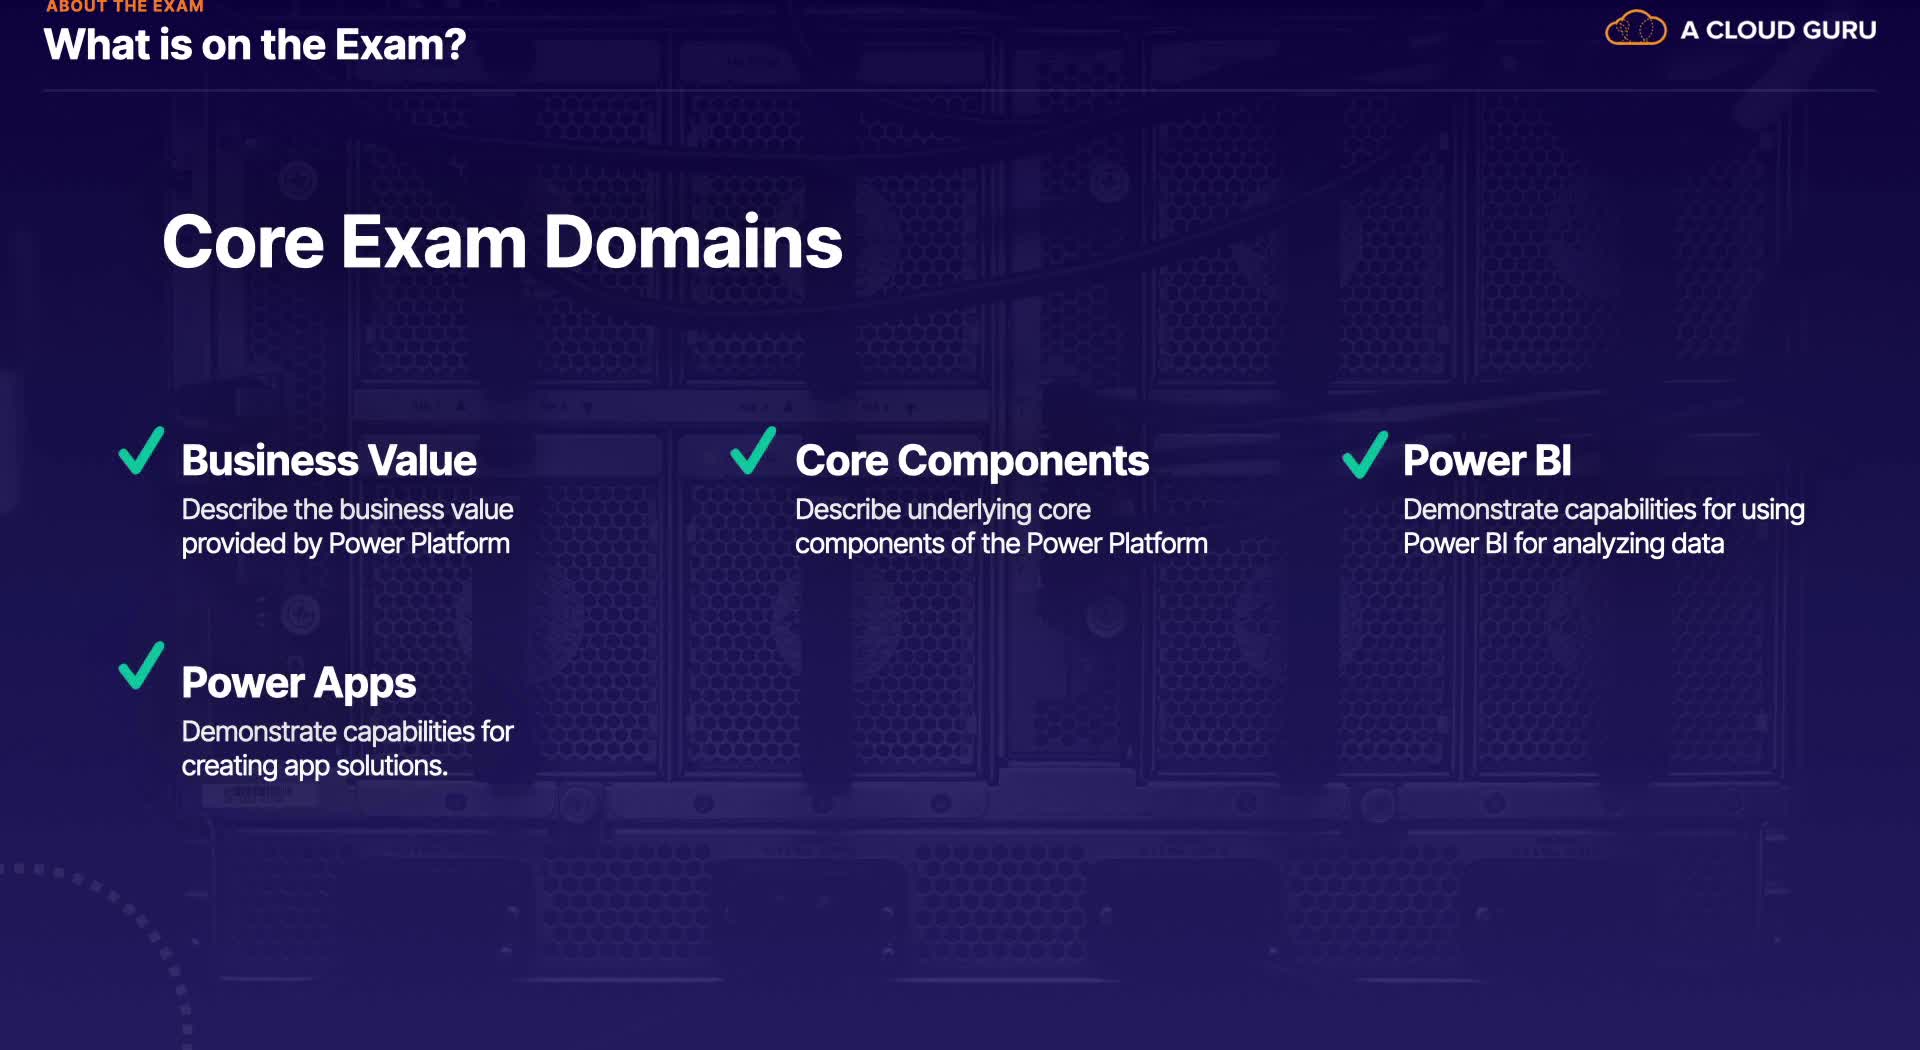 ABOUT THE EXAM
What is on the Exam?
A CLOUD GURU
Core Exam Domains
Business Value
Describe the business value
provided by Power Platform
Core Components
Describe underlying core
components of the Power Platform
Power BI
Demonstrate capabilities for using
Power BI for analyzing data
Power Apps
Demonstrate capabilities for
creating app solutions.